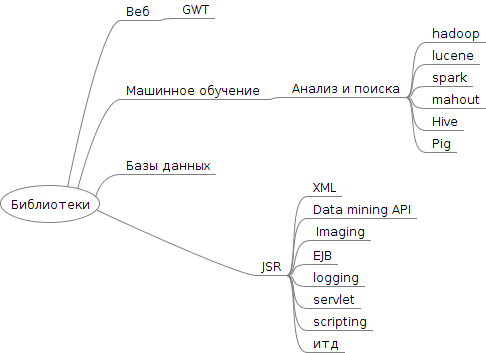 Веб
GWT
Машинное обучение
Анализ и поиска
hadoop
lucene
spark
mahout
Hive
Pig
Базы данных
Библиотеки
JSR
XML
Data mining API
Imaging
EJB
logging
servlet
scripting
итд